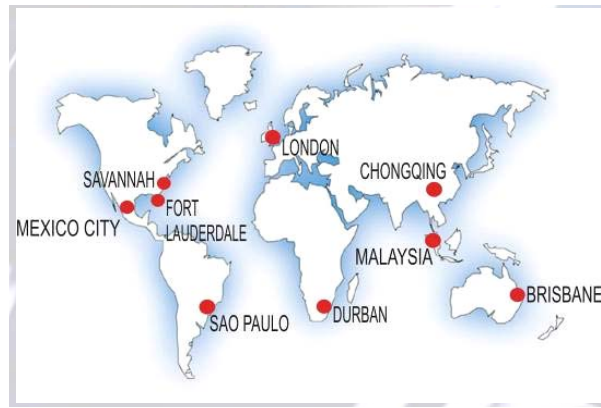 LONDON
CHONGQING
SAVANNAH
FORT
LAUDERDALE
MEXICO CITY
MALAYSIA
BRISBANE
SAO PAULO
DURBAN